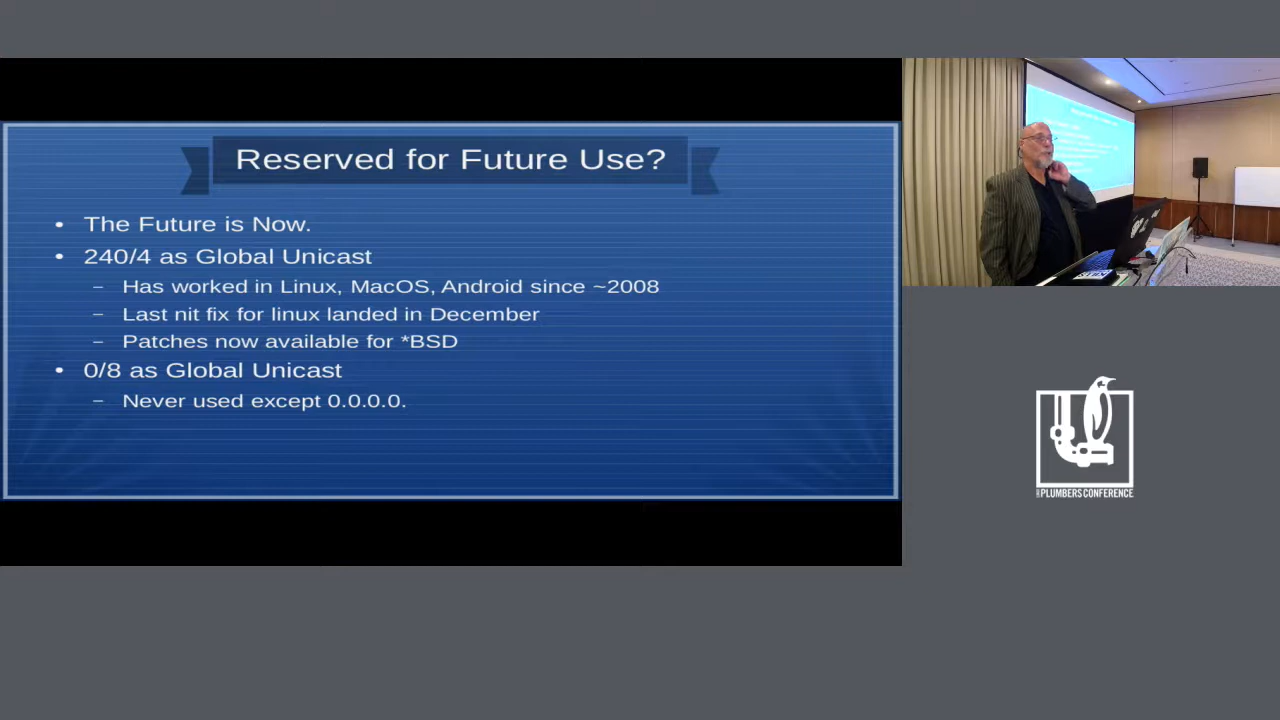 Reserved for Future Use?
• The Future is Now.
• 240/4 as Global Unicast
– Has worked in Linux, MacOS, Android since ~2008
– Last nit fix for linux landed in December
– Patches now available for *BSD
• 0/8 as Global Unicast
– Never used except 0.0.0.0.
PLUMBERS CONFERENCE